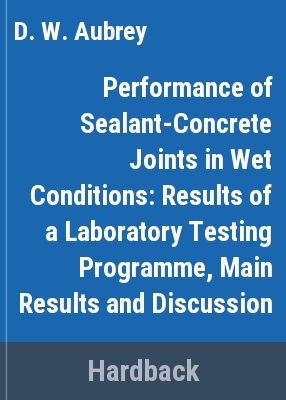 D. W. Aubrey
Performance of
Sealant-Concrete
Joints in Wet
Conditions: Results of
a Laboratory Testing
Programme, Main
Results and Discussion
Hardback